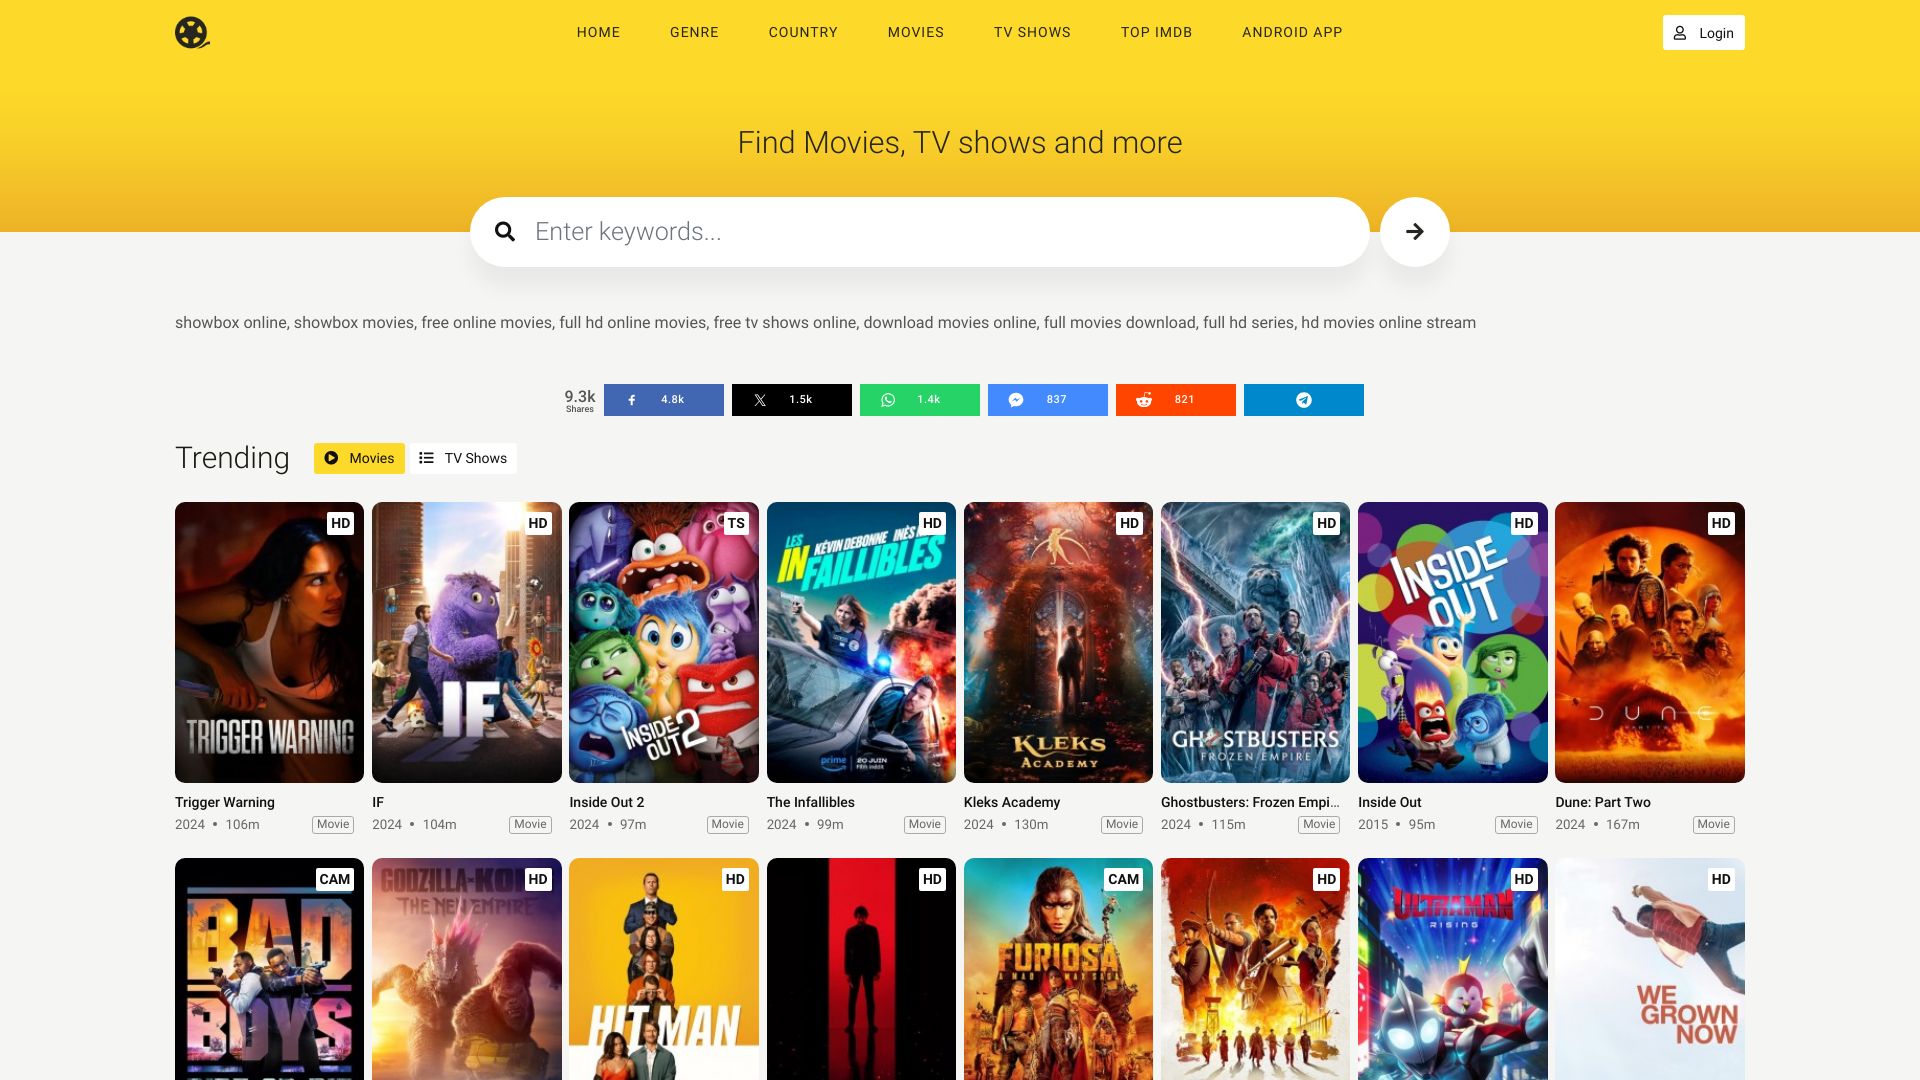 HOME GENRE COUNTRY MOVIES TV SHOWS TOP IMDB ANDROID APP Login
Find Movies, TV shows and more
Enter keywords...
showbox online, showbox movies, free online movies, full hd online movies, free tv shows online, download movies online, full movies download, full hd series, hd movies online stream
9.3k
Shares
4.8k 1.5k 1.4k 837 821
Trending Movies TV Shows
HD
TRIGGER WARNING
HD
IF
TS
INSIDE OUT 2
HD
LES KÉVIN DEBONNE INÈS
INFAILLIBLES
prime 20 JUIN
Film inédit
HD
KLEKS
ACADEMY
HD
GHOSTBUSTERS
FROZEN EMPIRE
HD
INSIDE
OUT
HD
DUNE
Trigger Warning
2024 • 106m Movie
IF
2024 • 104m Movie
Inside Out 2
2024 • 97m Movie
The Infallibles
2024 • 99m Movie
Kleks Academy
2024 • 130m Movie
Ghostbusters: Frozen Empi...
2024 • 115m Movie
Inside Out
2015 • 95m Movie
Dune: Part Two
2024 • 167m Movie
CAM
BAD
BOYS
HD
GODZILLA x KO
THE NEW EMPIRE
HD
HIT MAN
HD
CAM
FURIOSA
HD
HD
ULTRAMAN
RISING
HD
WE
GROWN
NOW